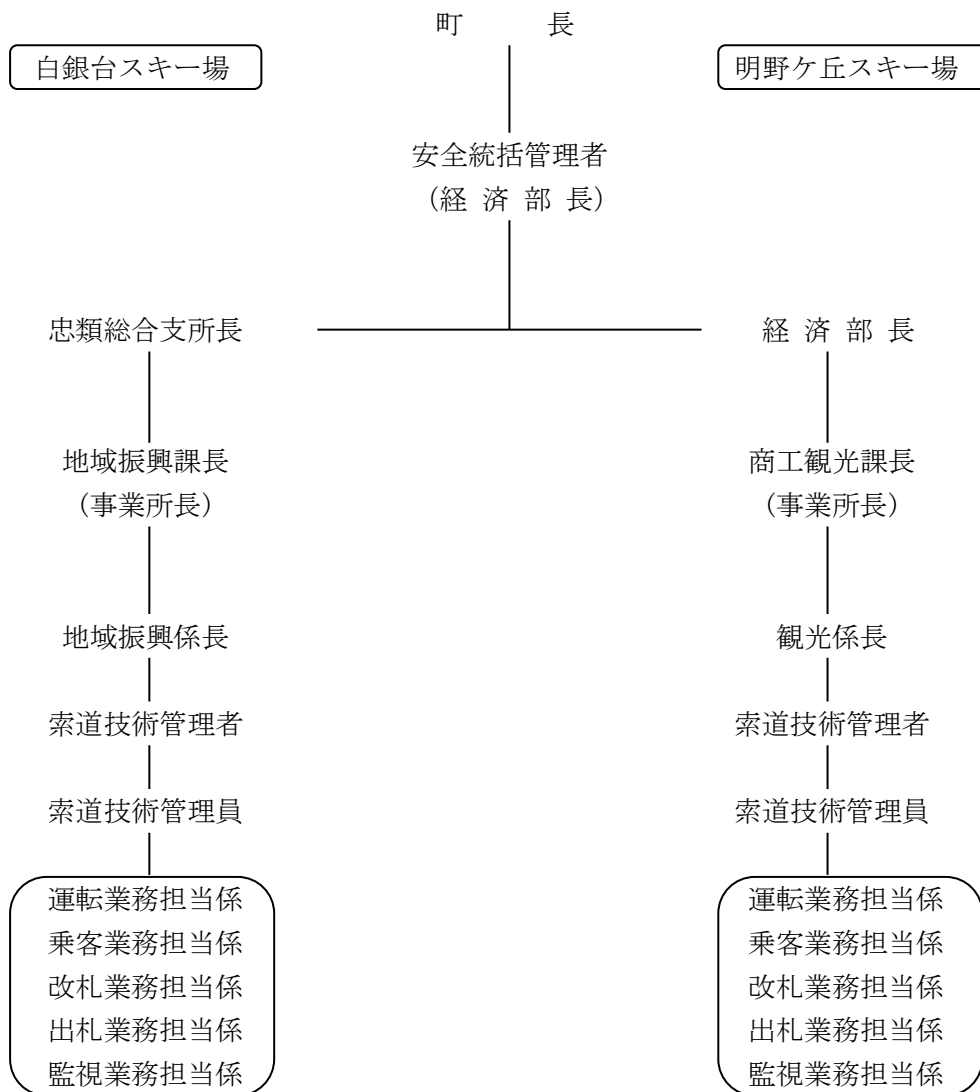 町　　長
白銀台スキー場
明野ケ丘スキー場
安全統括管理者
（経 済 部 長）
忠類総合支所長
経 済 部 長
地域振興課長
（事業所長）
商工観光課長
（事業所長）
地域振興係長
観光係長
索道技術管理者
索道技術管理者
索道技術管理員
索道技術管理員
運転業務担当係
乗客業務担当係
改札業務担当係
出札業務担当係
監視業務担当係
運転業務担当係
乗客業務担当係
改札業務担当係
出札業務担当係
監視業務担当係